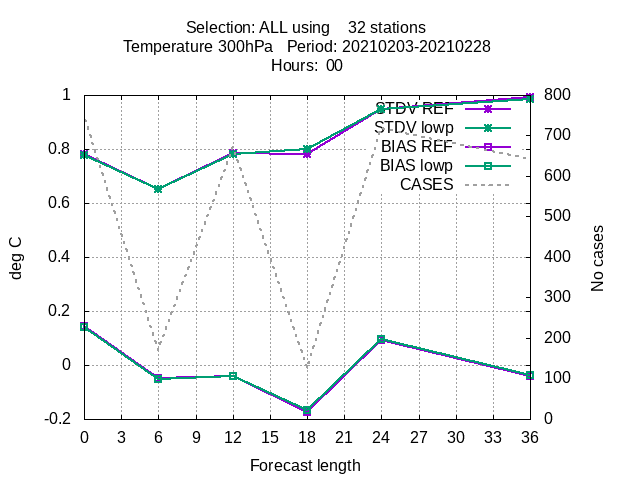 Selection: ALL using    32 stations
Temperature 300hPa   Period: 20210203-20210228
Hours:  00
1
0.8
0.6
0.4
0.2
0
-0.2
deg C
STDV REF
STDV lowp
BIAS REF
BIAS lowp
CASES
800
700
600
500
400
300
200
100
0
No cases
0 3 6 9 12 15 18 21 24 27 30 33 36
Forecast length